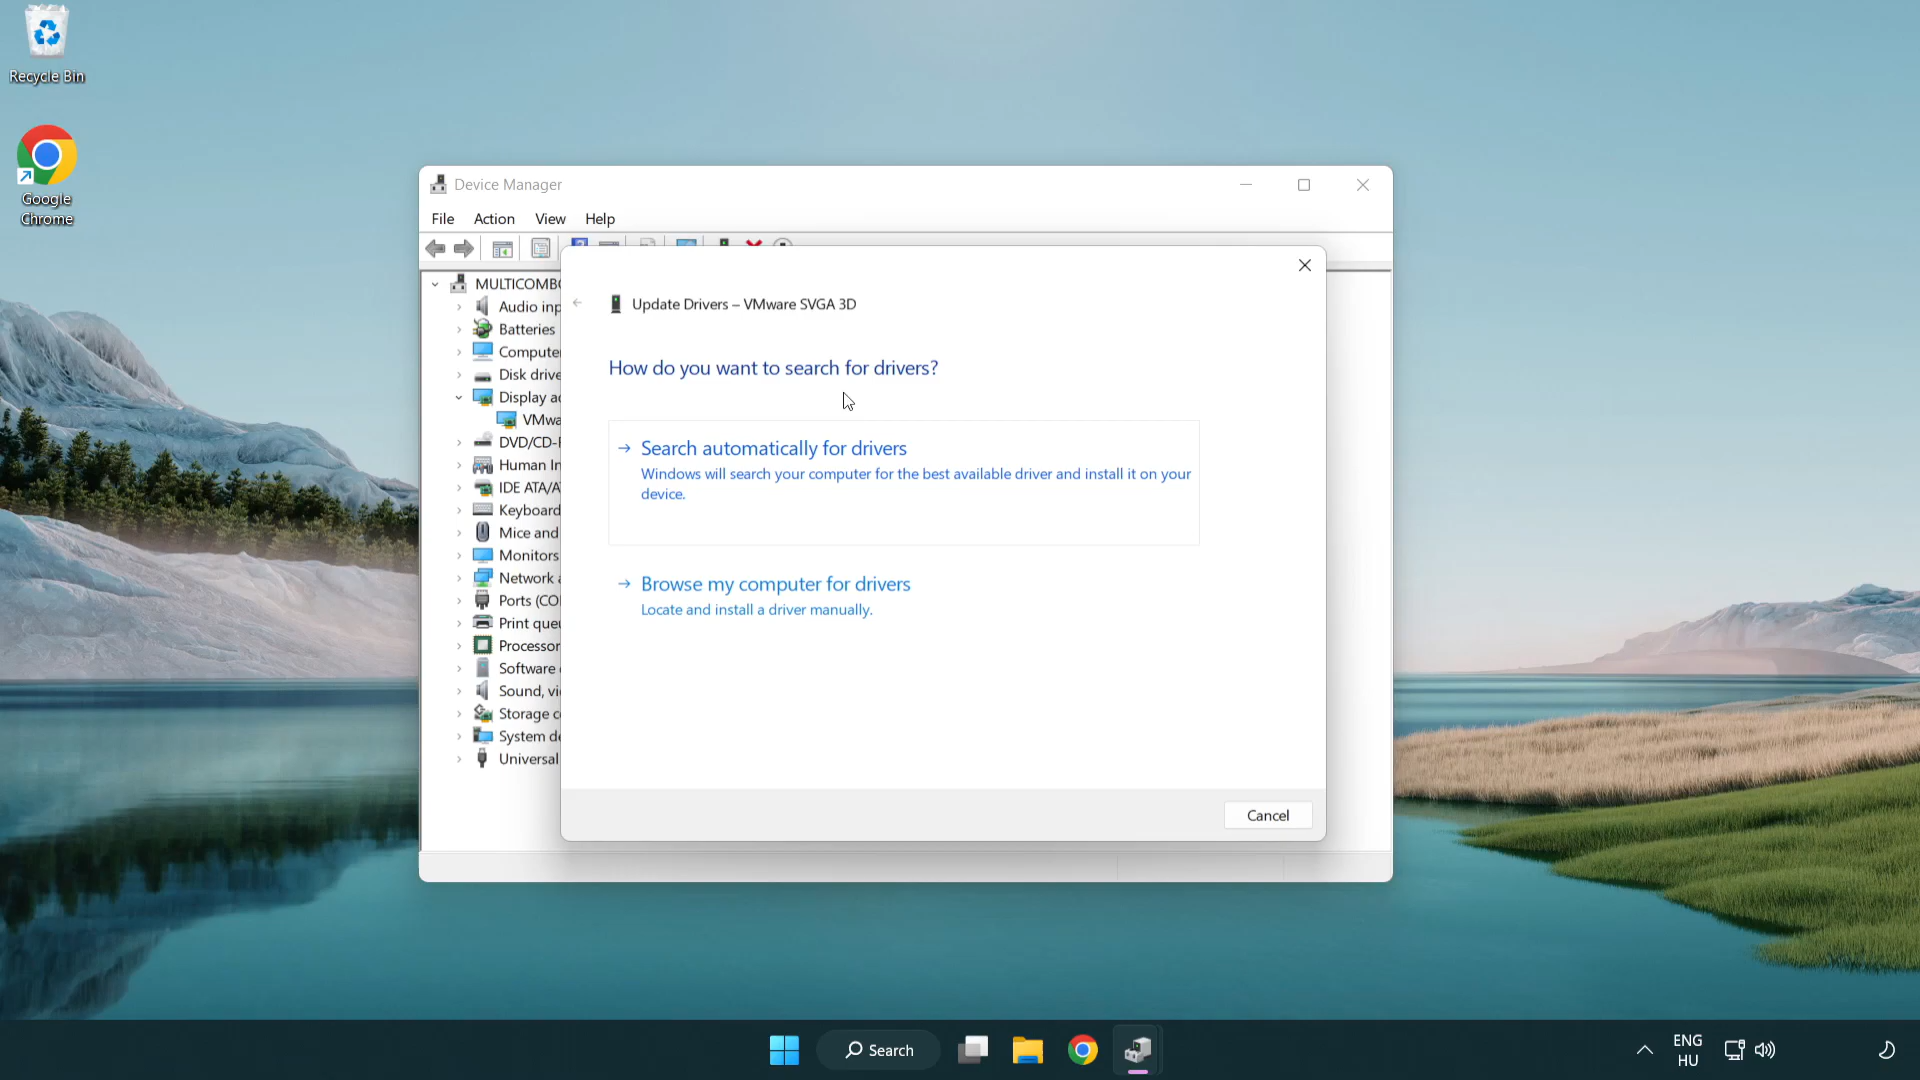 Recycle Bin
Google
Chrome
Device Manager
File Action View Help
MULTICOMBO
Audio inp
Batteries
Compute
Disk drive
Display a
VMwa
DVD/CD-
Human In
IDE ATA/A
Keyboard
Mice and
Monitors
Network a
Ports (CO
Print que
Processor
Software
Sound, vi
Storage c
System de
Universal
Update Drivers – VMware SVGA 3D
How do you want to search for drivers?
Search automatically for drivers
Windows will search your computer for the best available driver and install it on your
device.
Browse my computer for drivers
Locate and install a driver manually.
Cancel
Search
ENG
HU